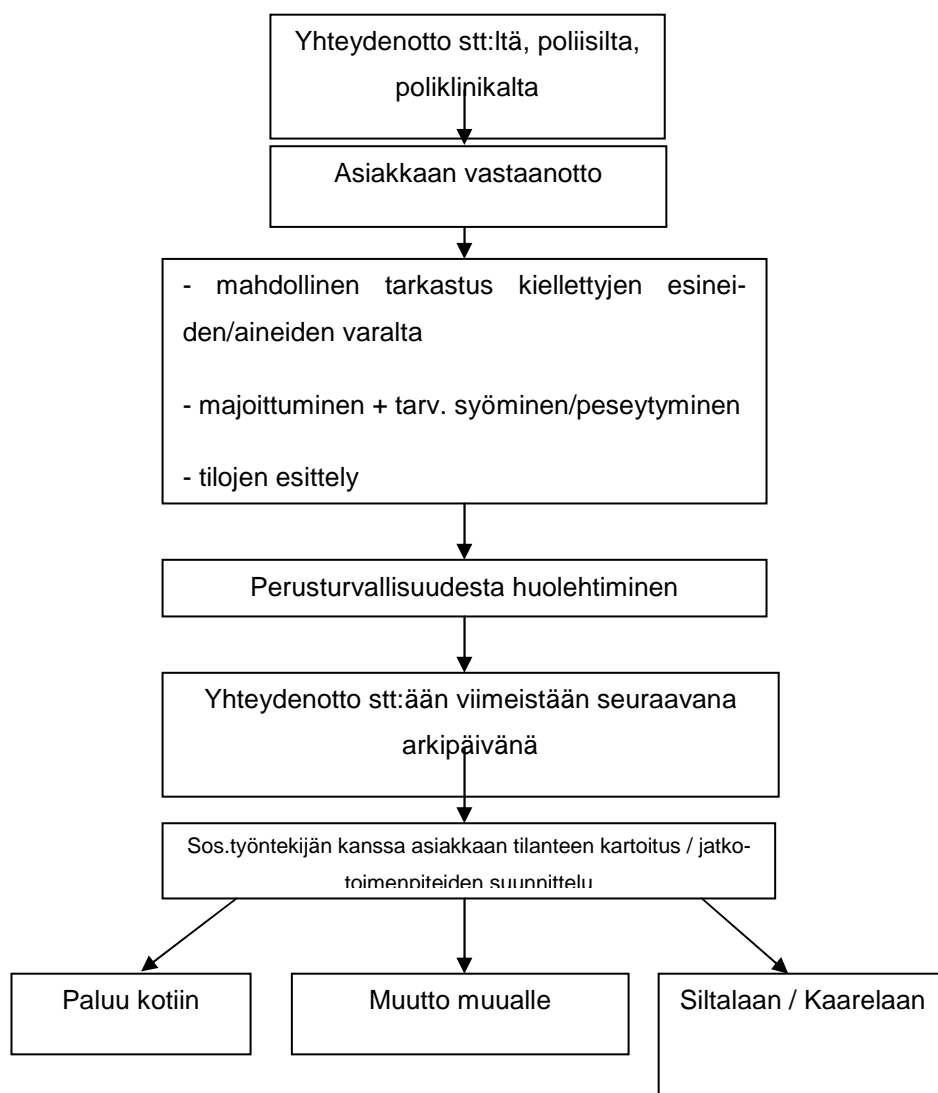 Yhteydenotto stt:ltä, poliisilta,
poliklinikalta
Asiakkaan vastaanotto
- mahdollinen tarkastus kiellettyjen esinei-
den/aineiden varalta
- majoittuminen + tarv. syöminen/peseytyminen
- tilojen esittely
Perusturvallisuudesta huolehtiminen
Yhteydenotto stt:ään viimeistään seuraavana
arkipäivänä
Sos.työntekijän kanssa asiakkaan tilanteen kartoitus / jatko-
toimenpiteiden suunnittelu
Paluu kotiin
Muutto muualle
Siltalaan / Kaarelaan